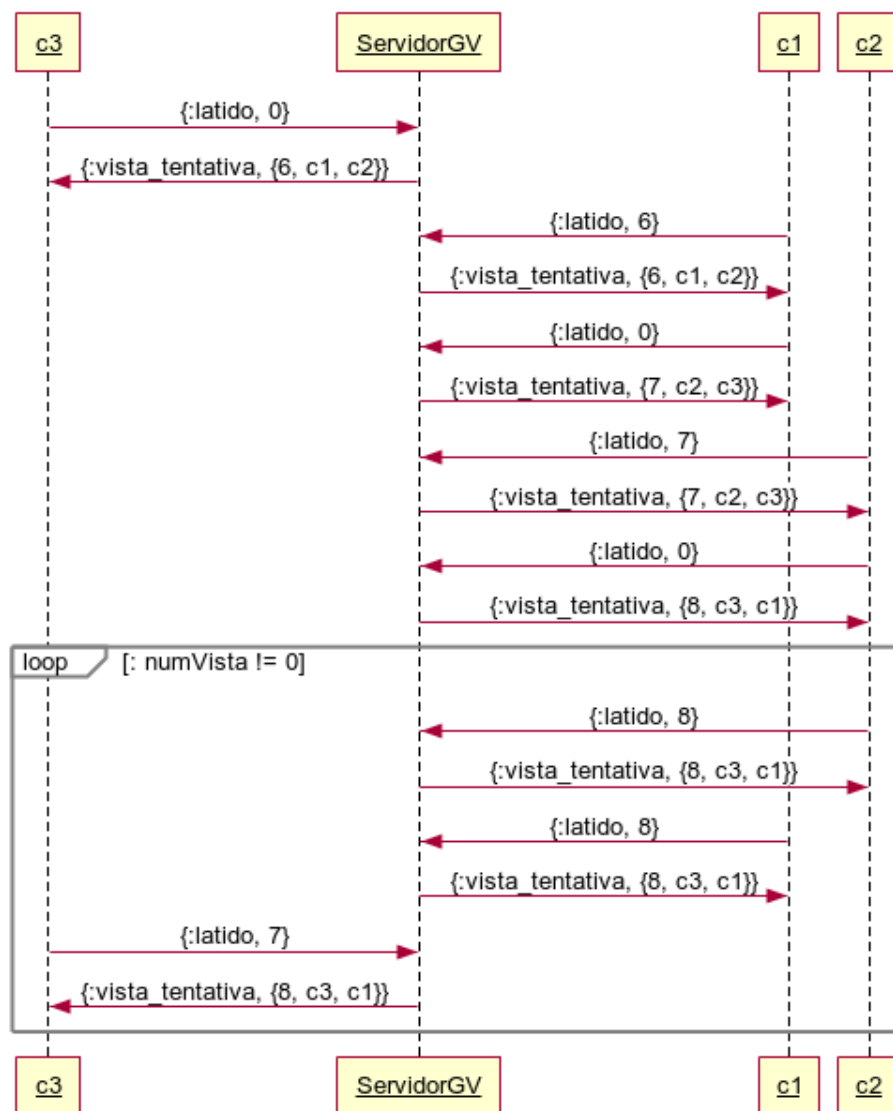 c3 ServidorGV c1 c2
{:latido, 0}
{:vista_tentativa, {6, c1, c2}}
{:latido, 6}
{:vista_tentativa, {6, c1, c2}}
{:latido, 0}
{:vista_tentativa, {7, c2, c3}}
{:latido, 7}
{:vista_tentativa, {7, c2, c3}}
{:latido, 0}
{:vista_tentativa, {8, c3, c1}}
loop [: numVista != 0]
{:latido, 8}
{:vista_tentativa, {8, c3, c1}}
{:latido, 8}
{:vista_tentativa, {8, c3, c1}}
{:latido, 7}
{:vista_tentativa, {8, c3, c1}}
c3 ServidorGV c1 c2